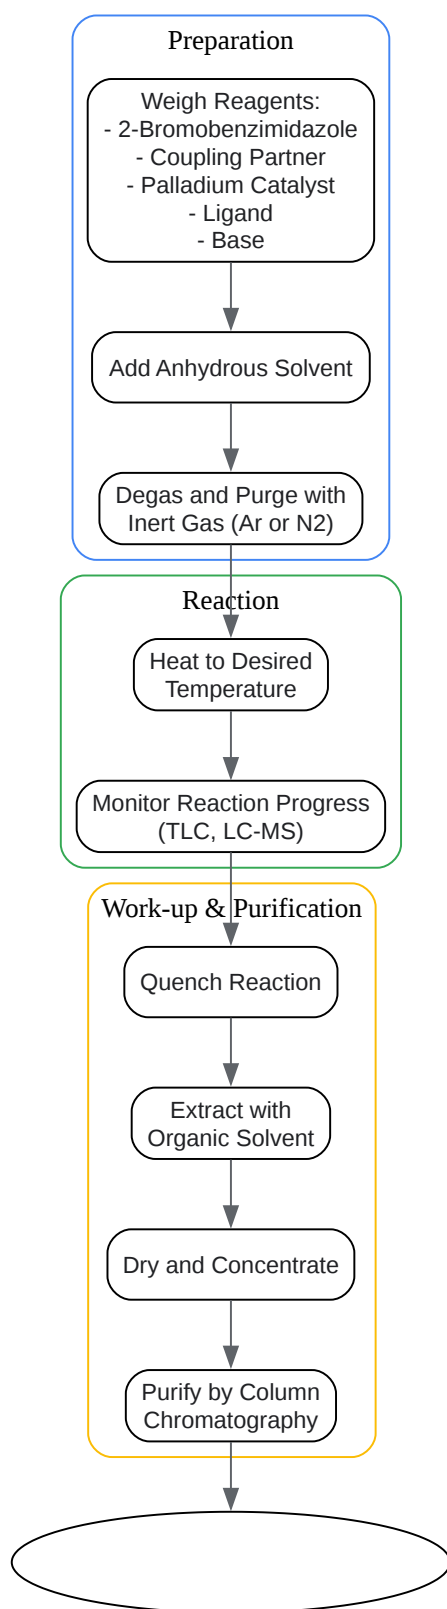 Preparation
Weigh Reagents:
- 2-Bromobenzimidazole
- Coupling Partner
- Palladium Catalyst
- Ligand
- Base
Add Anhydrous Solvent
Degas and Purge with
Inert Gas (Ar or N2)
Reaction
Heat to Desired
Temperature
Monitor Reaction Progress
(TLC, LC-MS)
Work-up & Purification
Quench Reaction
Extract with
Organic Solvent
Dry and Concentrate
Purify by Column
Chromatography